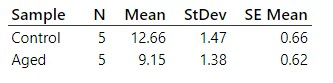 Sample N Mean StDev SE Mean
Control 5 12.66 1.47 0.66
Aged 5 9.15 1.38 0.62